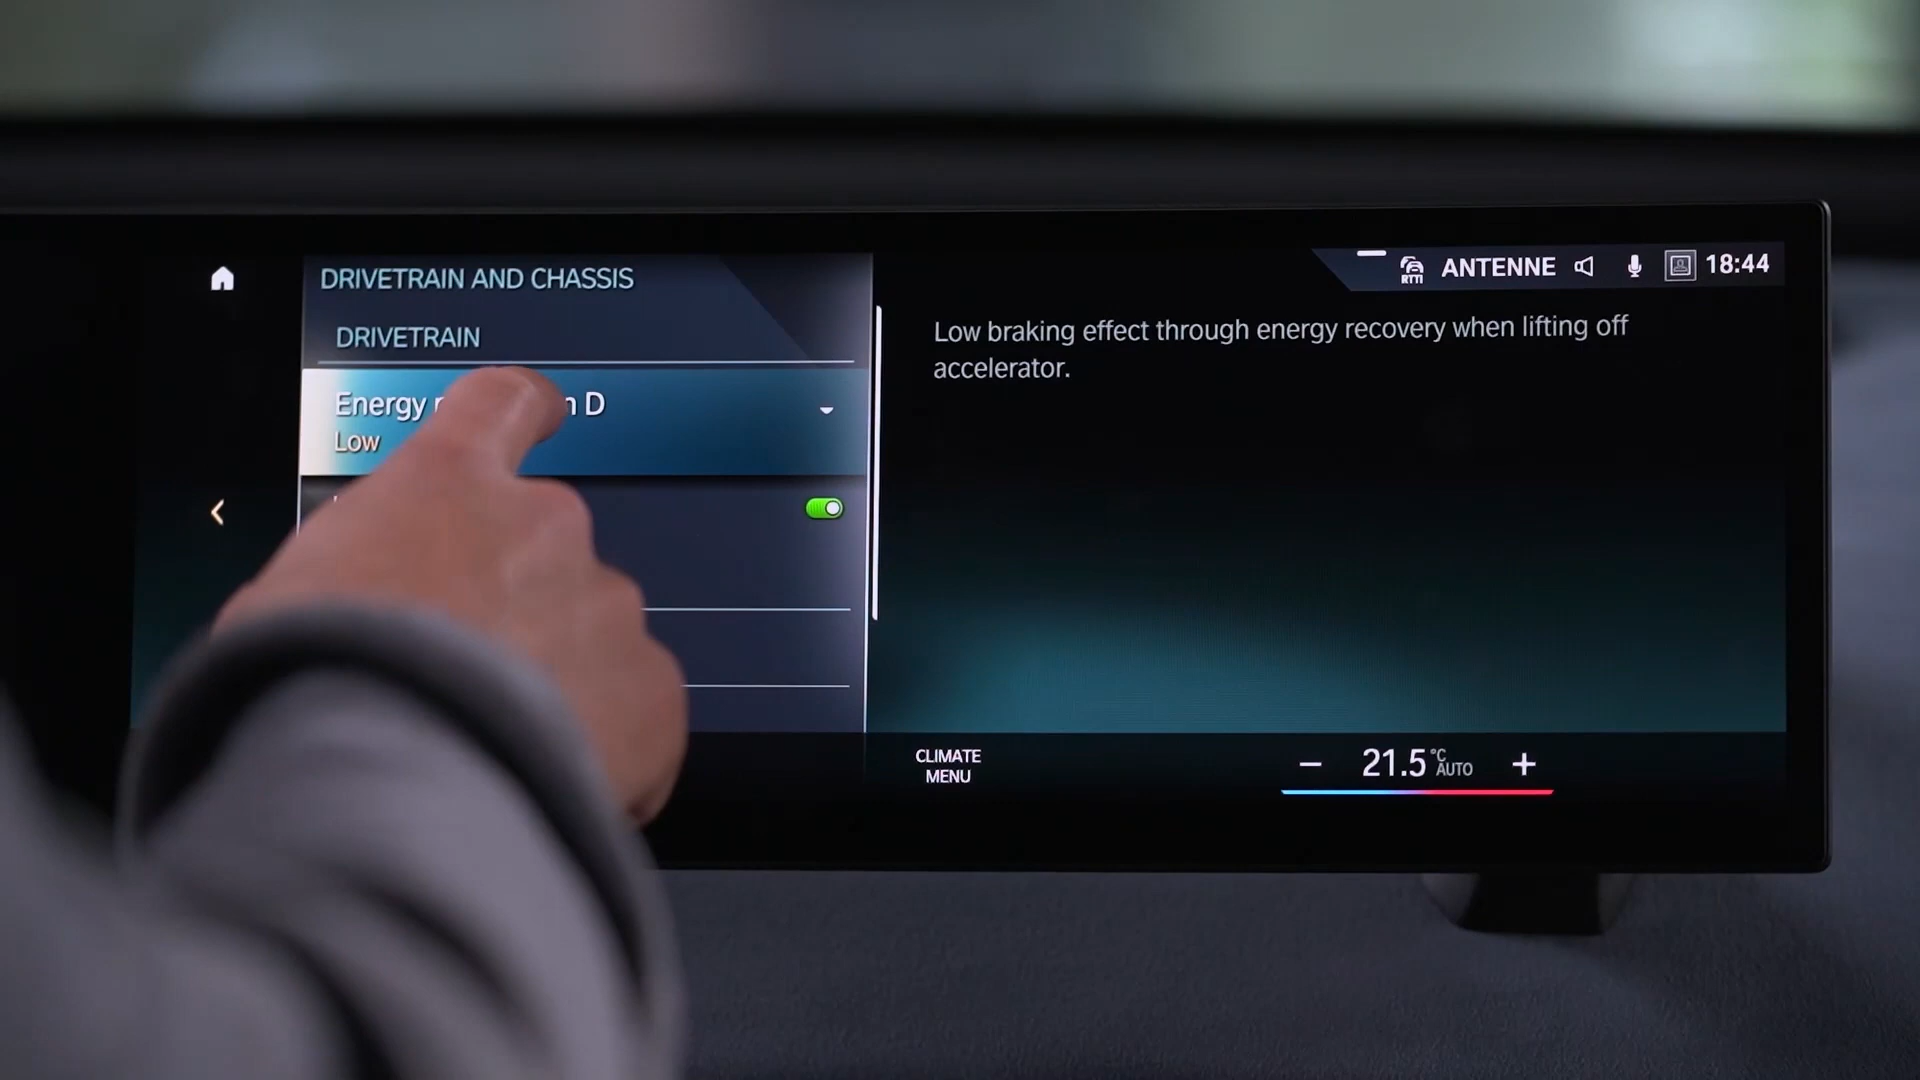 DRIVETRAIN AND CHASSIS
RTTI
ANTENNE
18:44
DRIVETRAIN
Energy
D
Low
Low braking effect through energy recovery when lifting off
accelerator.
CLIMATE
MENU
− 21.5 °C AUTO +